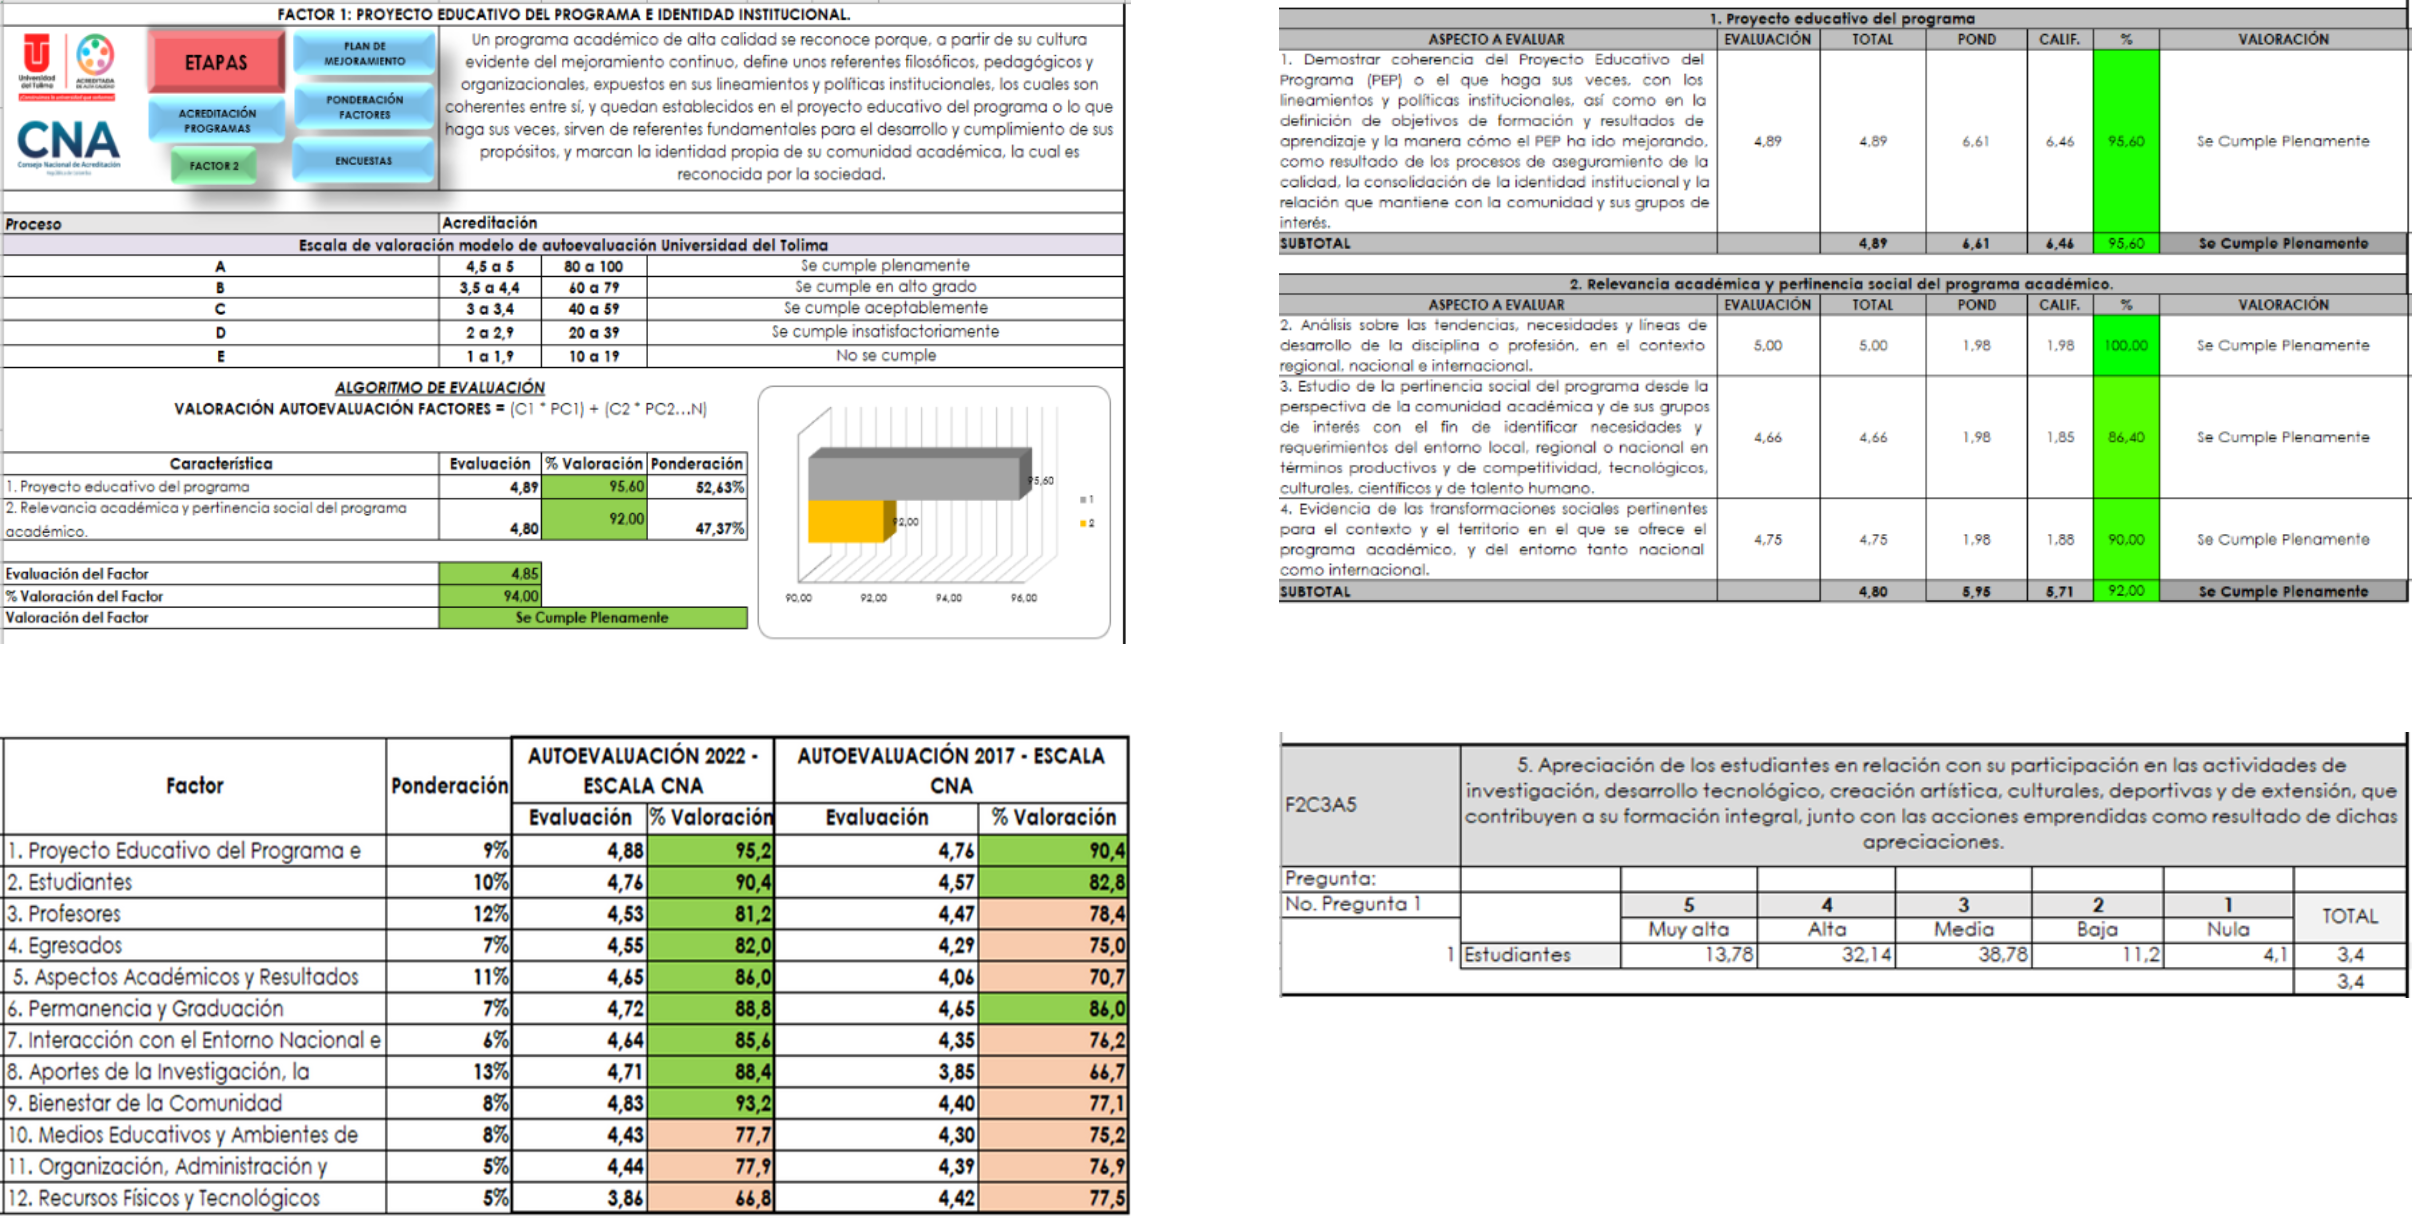 FACTOR 1: PROYECTO EDUCATIVO DEL PROGRAMA E IDENTIDAD INSTITUCIONAL.
Universidad del Tolima
ACREDITADA DE ALTA CALIDAD
CNA
Consejo Nacional de Acreditación
República de Colombia
ETAPAS
ACREDITACIÓN PROGRAMAS
FACTOR 2
PLAN DE MEJORAMIENTO
PONDERACIÓN FACTORES
ENCUESTAS
Un programa académico de alta calidad se reconoce porque, a partir de su cultura
evidente del mejoramiento continuo, define unos referentes filosóficos, pedagógicos y
organizacionales, expuestos en sus lineamientos y políticas institucionales, los cuales son
coherentes entre sí, y quedan establecidos en el proyecto educativo del programa o lo que
haga sus veces, sirven de referentes fundamentales para el desarrollo y cumplimiento de sus
propósitos, y marcan la identidad propia de su comunidad académica, la cual es
reconocida por la sociedad.
Proceso Acreditación
Escala de valoración modelo de autoevaluación Universidad del Tolima
A 4,5 a 5 80 a 100 Se cumple plenamente
B 3,5 a 4,4 60 a 79 Se cumple en alto grado
C 3 a 3,4 40 a 59 Se cumple aceptablemente
D 2 a 2,9 20 a 39 Se cumple insatisfactoriamente
E 1 a 1,9 10 a 19 No se cumple
ALGORITMO DE EVALUACIÓN
VALORACIÓN AUTOEVALUACIÓN FACTORES = (C1 * PC1) + (C2 * PC2...N)
Característica Evaluación % Valoración Ponderación
1. Proyecto educativo del programa 4,89 95,60 52,63%
2. Relevancia académica y pertinencia social del programa
académico. 4,80 92,00 47,37%
Evaluación del Factor 4,85
% Valoración del Factor 94,00
Valoración del Factor Se Cumple Plenamente
95,60
92,00
1
2
90,00 92,00 94,00 96,00
1. Proyecto educativo del programa
ASPECTO A EVALUAR EVALUACIÓN TOTAL POND CALIF. % VALORACIÓN
1. Demostrar coherencia del Proyecto Educativo del
Programa (PEP) o el que haga sus veces, con los
lineamientos y políticas institucionales, así como en la
definición de objetivos de formación y resultados de
aprendizaje y la manera cómo el PEP ha ido mejorando,
como resultado de los procesos de aseguramiento de la
calidad, la consolidación de la identidad institucional y la
relación que mantiene con la comunidad y sus grupos de
interés.
4,89 4,89 6,61 6,46 95,60 Se Cumple Plenamente
SUBTOTAL 4,89 6,61 6,46 95,60 Se Cumple Plenamente
2. Relevancia académica y pertinencia social del programa académico.
ASPECTO A EVALUAR EVALUACIÓN TOTAL POND CALIF. % VALORACIÓN
2. Análisis sobre las tendencias, necesidades y líneas de
desarrollo de la disciplina o profesión, en el contexto
regional, nacional e internacional.
5,00 5,00 1,98 1,98 100,00 Se Cumple Plenamente
3. Estudio de la pertinencia social del programa desde la
perspectiva de la comunidad académica y de sus grupos
de interés con el fin de identificar necesidades y
requerimientos del entorno local, regional o nacional en
términos productivos y de competitividad, tecnológicos,
culturales, científicos y de talento humano.
4,66 4,66 1,98 1,85 86,40 Se Cumple Plenamente
4. Evidencia de las transformaciones sociales pertinentes
para el contexto y el territorio en el que se ofrece el
programa académico, y del entorno tanto nacional
como internacional.
4,75 4,75 1,98 1,88 90,00 Se Cumple Plenamente
SUBTOTAL 4,80 5,95 5,71 92,00 Se Cumple Plenamente
Factor Ponderación AUTOEVALUACIÓN 2022 - ESCALA CNA AUTOEVALUACIÓN 2017 - ESCALA CNA
Evaluación % Valoración Evaluación % Valoración
1. Proyecto Educativo del Programa e 9% 4,88 95,2 4,76 90,4
2. Estudiantes 10% 4,76 90,4 4,57 82,8
3. Profesores 12% 4,53 81,2 4,47 78,4
4. Egresados 7% 4,55 82,0 4,29 75,0
5. Aspectos Académicos y Resultados 11% 4,65 86,0 4,06 70,7
6. Permanencia y Graduación 7% 4,72 88,8 4,65 86,0
7. Interacción con el Entorno Nacional e 6% 4,64 85,6 4,35 76,2
8. Aportes de la Investigación, la 13% 4,71 88,4 3,85 66,7
9. Bienestar de la Comunidad 8% 4,83 93,2 4,40 77,1
10. Medios Educativos y Ambientes de 8% 4,43 77,7 4,30 75,2
11. Organización, Administración y 5% 4,44 77,9 4,39 76,9
12. Recursos Físicos y Tecnológicos 5% 3,86 66,8 4,42 77,5
F2C3A5
5. Apreciación de los estudiantes en relación con su participación en las actividades de
investigación, desarrollo tecnológico, creación artística, culturales, deportivas y de extensión, que
contribuyen a su formación integral, junto con las acciones emprendidas como resultado de dichas
apreciaciones.
Pregunta:
No. Pregunta 1 5 4 3 2 1 TOTAL
Muy alta Alta Media Baja Nula
1 Estudiantes 13,78 32,14 38,78 11,2 4,1 3,4
3,4